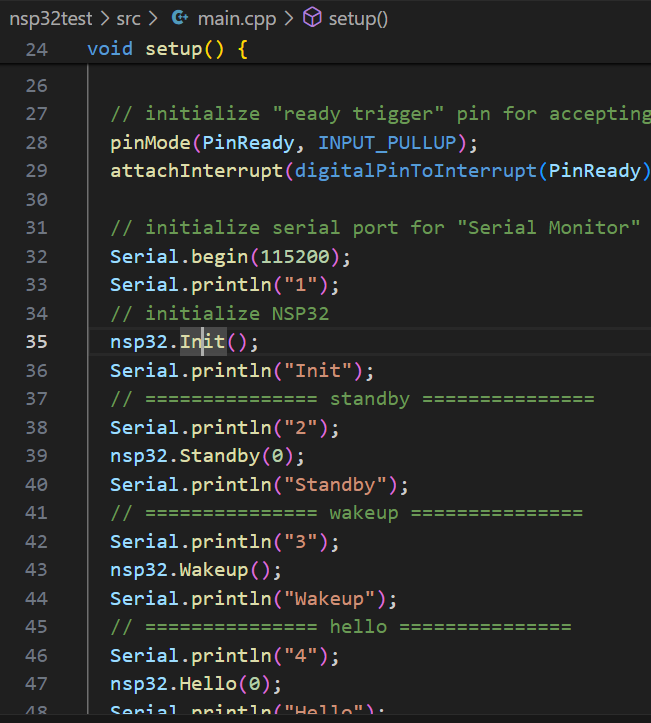 nsp32test > src > main.cpp > setup()
24 void setup() {
26
27 // initialize "ready trigger" pin for accepting
28 pinMode(PinReady, INPUT_PULLUP);
29 attachInterrupt(digitalPinToInterrupt(PinReady)
30
31 // initialize serial port for "Serial Monitor"
32 Serial.begin(115200);
33 Serial.println("1");
34 // initialize NSP32
35 nsp32.Init();
36 Serial.println("Init");
37 // =============== standby ===============
38 Serial.println("2");
39 nsp32.Standby(0);
40 Serial.println("Standby");
41 // =============== wakeup ===============
42 Serial.println("3");
43 nsp32.Wakeup();
44 Serial.println("Wakeup");
45 // =============== hello ===============
46 Serial.println("4");
47 nsp32.Hello(0);
48 Serial.println("Hello");